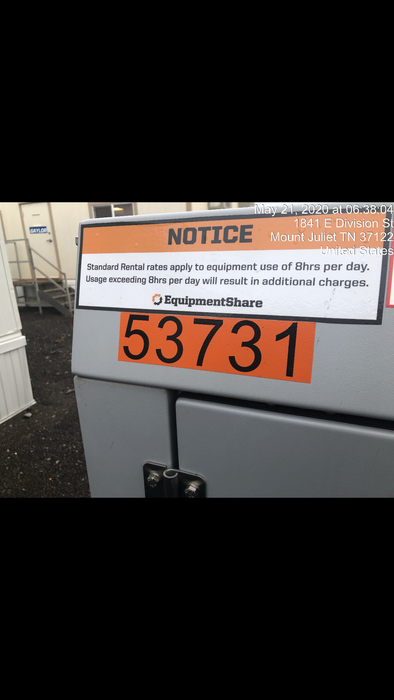 May 21, 2020 at 06:38:04
1841 E Division St
Mount Juliet TN 37122
United States
GAYLOR
NOTICE
Standard Rental rates apply to equipment use of 8hrs per day.
Usage exceeding 8hrs per day will result in additional charges.
EquipmentShare
53731